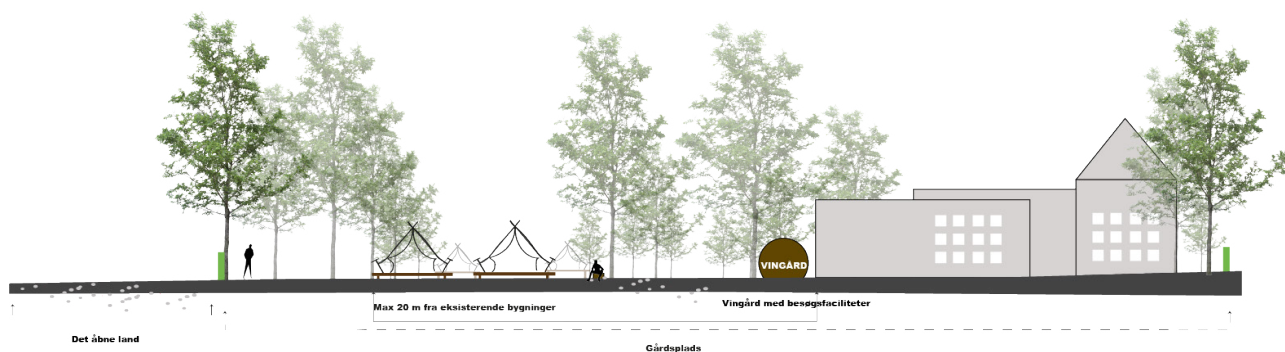 VINGÅRD
Max 20 m fra eksisterende bygninger
Vingård med besøgsfaciliteter
Det åbne land
Gårdsplads